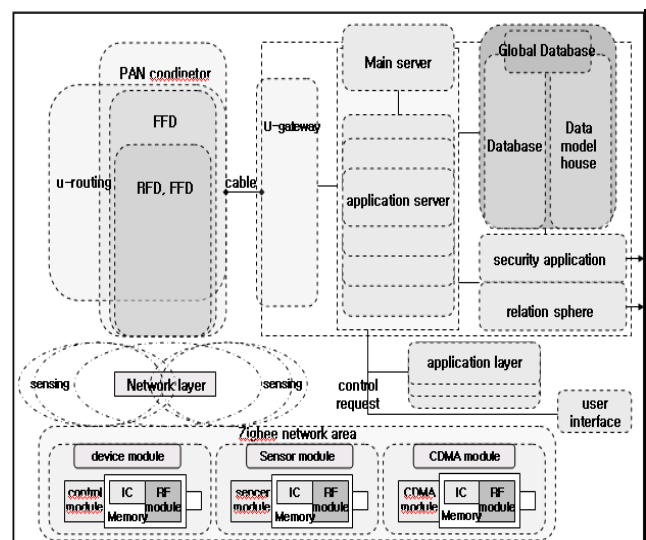 PAN coodinetor
FFD
RFD, FFD
u-routing
cable
U-gateway
Main server
application server
Global Database
Database
Data
model
house
security application
relation sphere
application layer
control
request
user
interface
sensing
Network layer
sensing
Zigbee network area
device module
control
module
IC
RF
module
Memory
Sensor module
sencer
module
IC
RF
module
Memory
CDMA module
CDMA
module
IC
RF
module
Memory